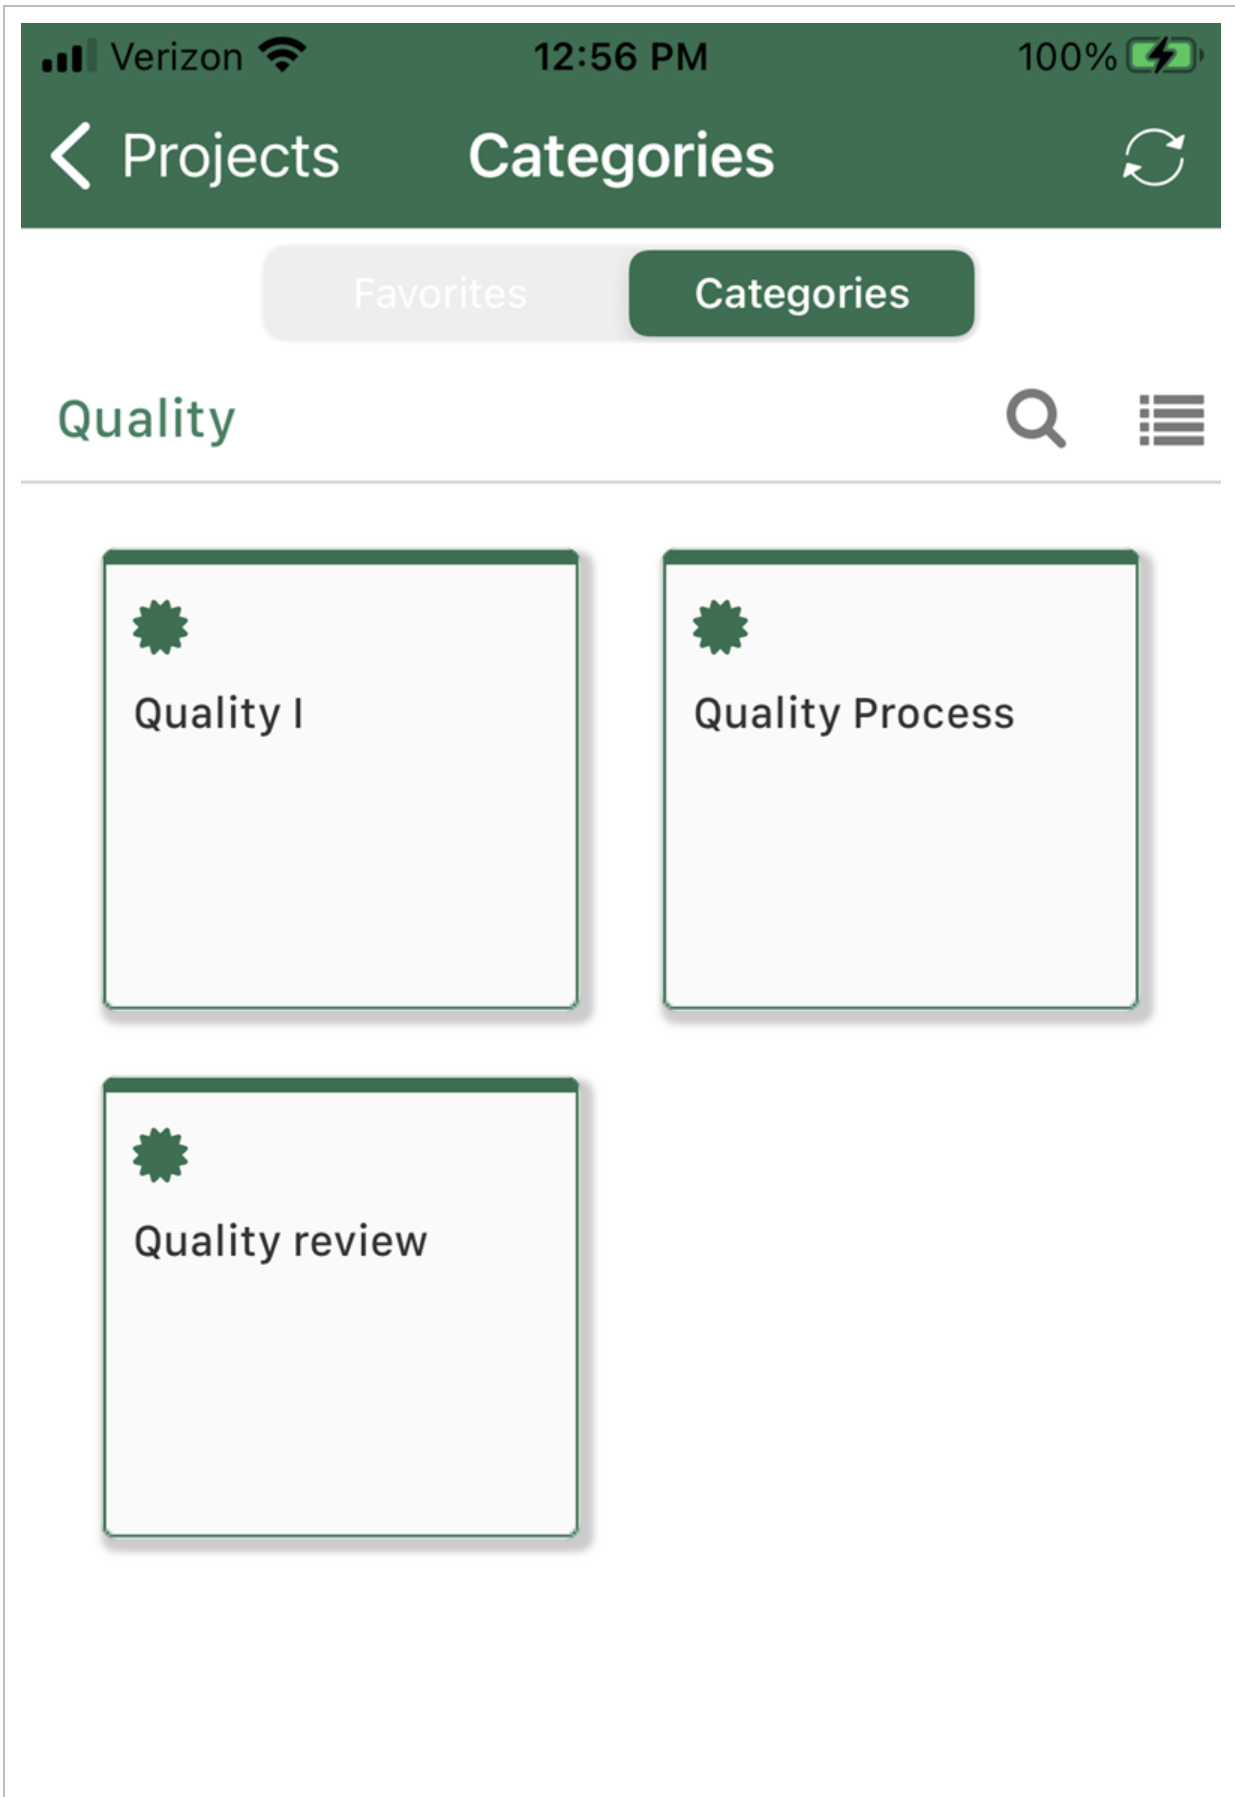 Verizon 12:56 PM 100%
Projects Categories
Favorites Categories
Quality
Quality I Quality Process
Quality review